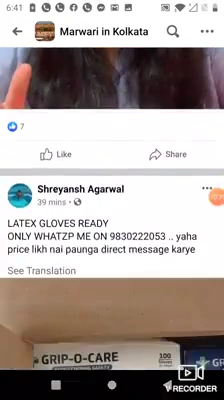 6:41
Marwari in Kolkata
7
Like Share
Shreyansh Agarwal
39 mins
LATEX GLOVES READY
ONLY WHATZP ME ON 9830222053 .. yaha
price likh nai paunga direct message karye
See Translation
GRIP-O-CARE
100
RECORDER